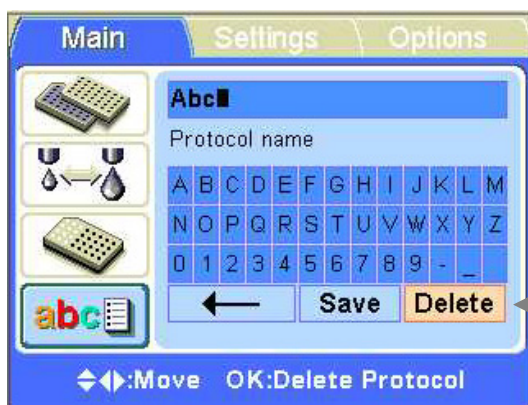 Main Settings Options
Abc
Protocol name
A B C D E F G H I J K L M
N O P Q R S T U V W X Y Z
0 1 2 3 4 5 6 7 8 9 - _
abc
← Save Delete
:Move OK:Delete Protocol